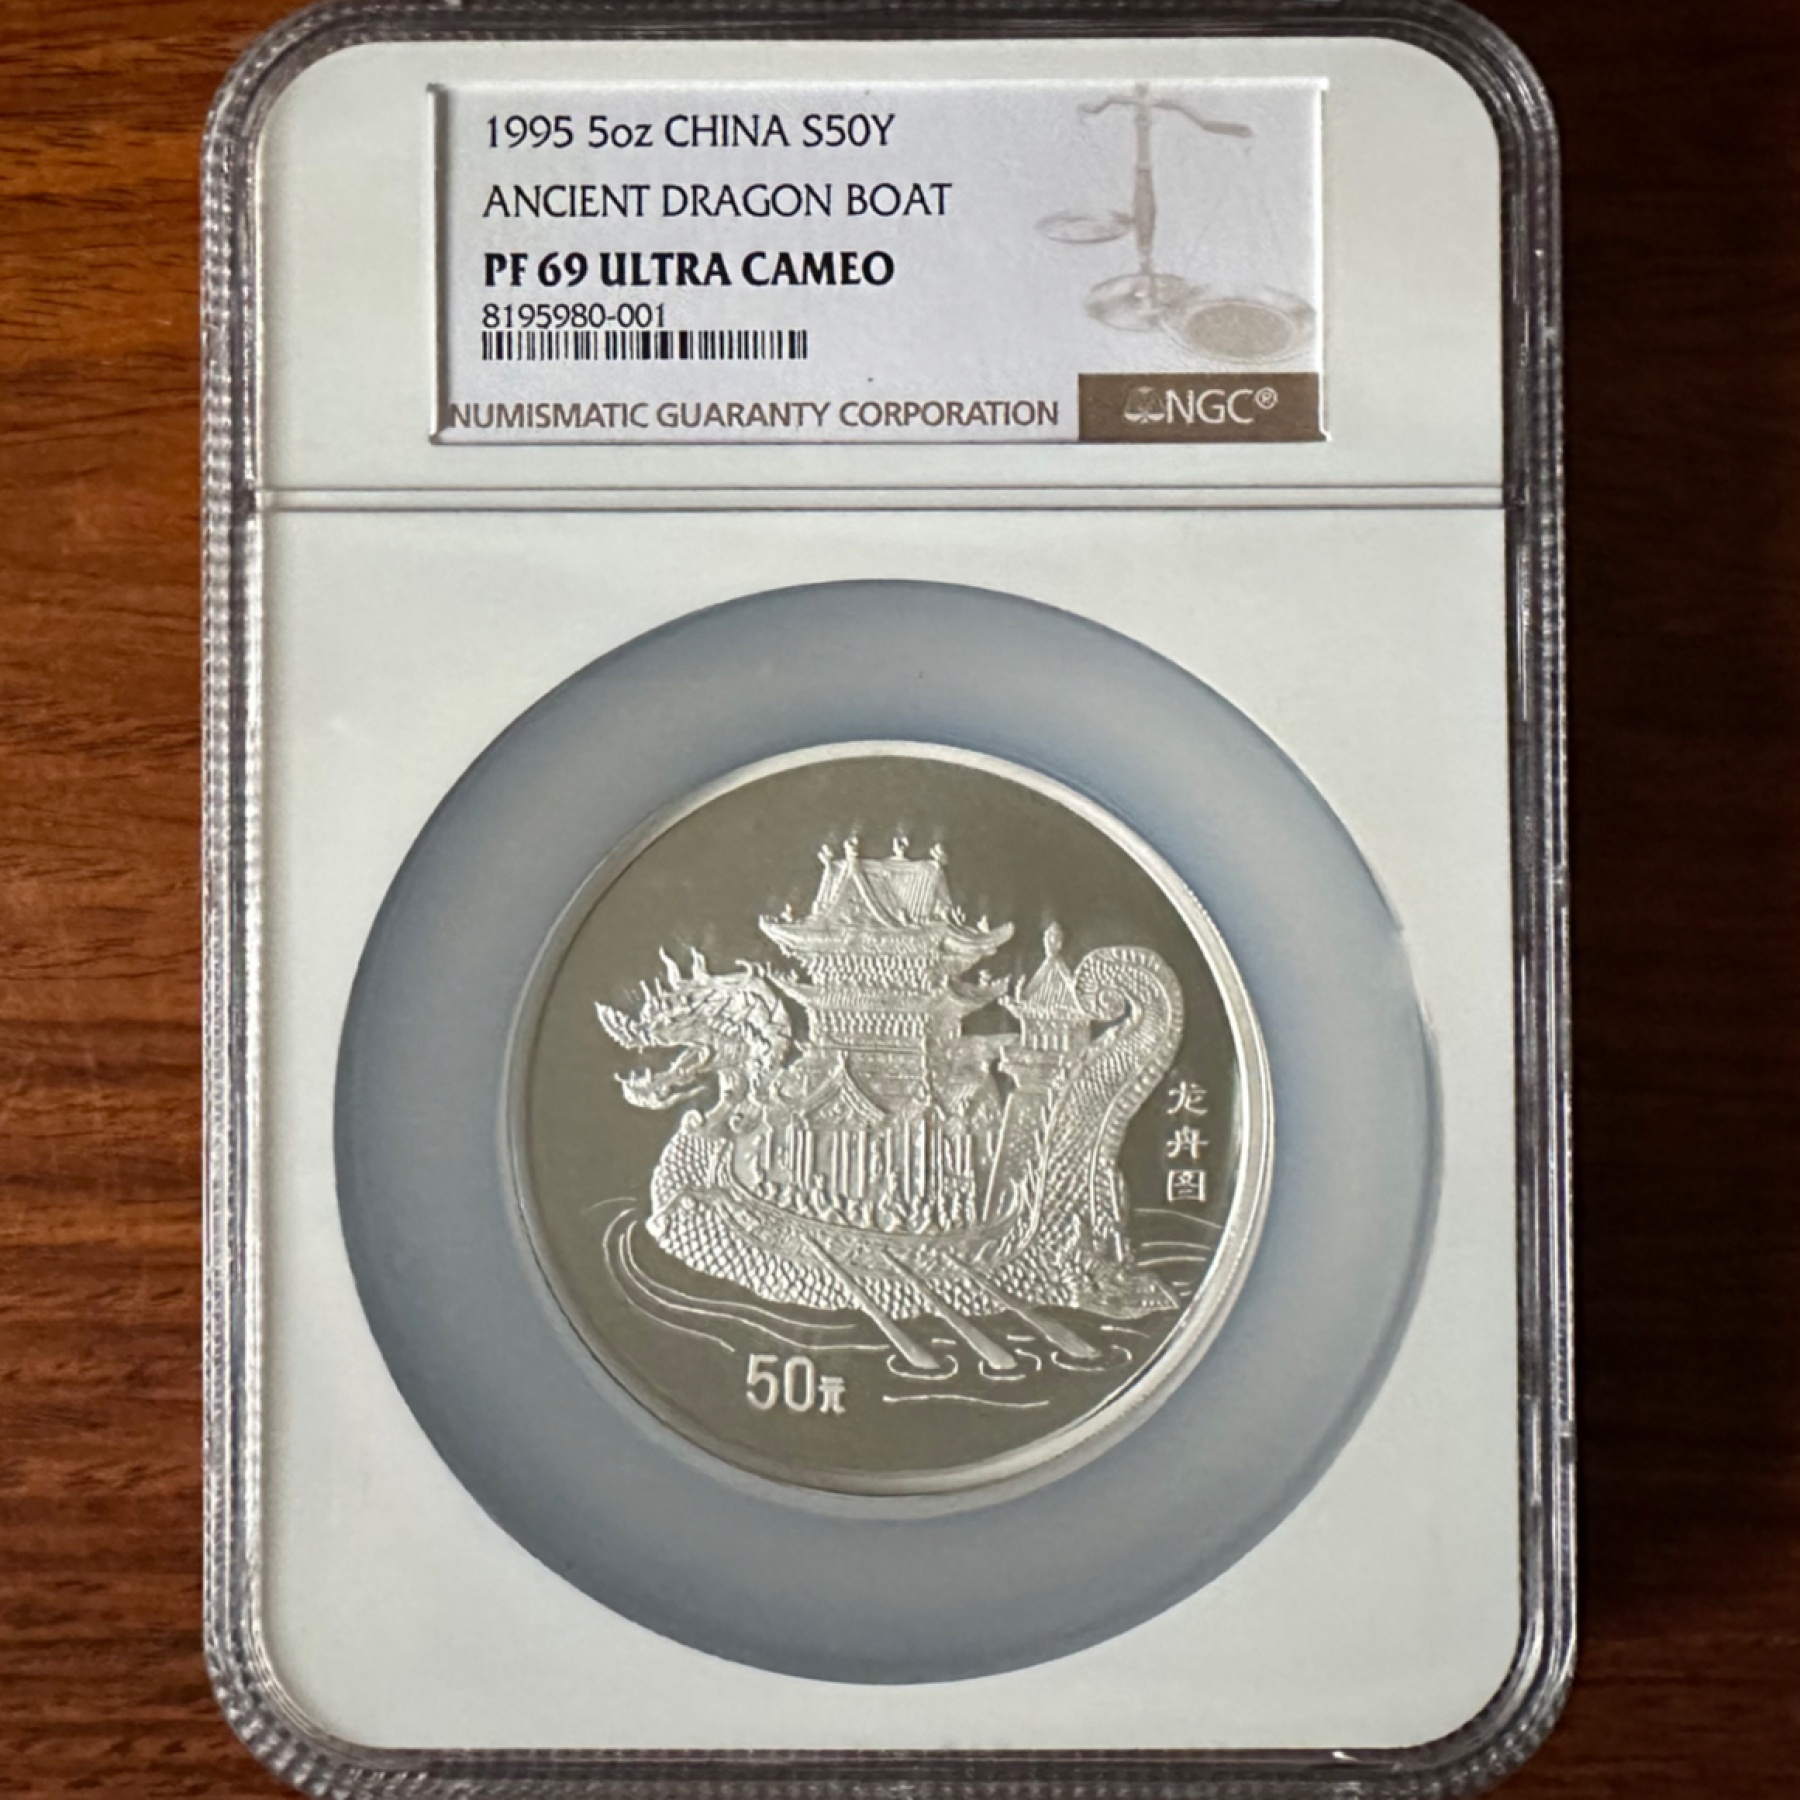 1995 5oz CHINA S50Y
ANCIENT DRAGON BOAT
PF 69 ULTRA CAMEO
8195980-001
NUMISMATIC GUARANTY CORPORATION
NGC®
龙舟图
50元